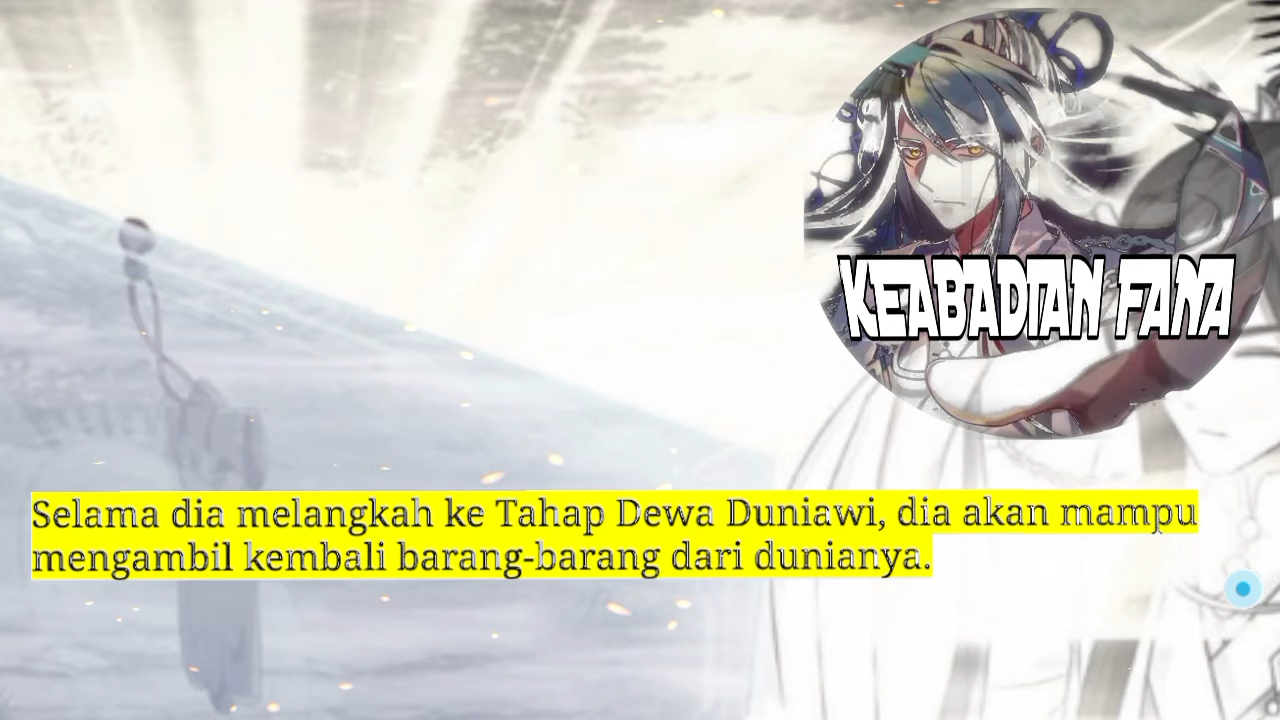 KEABADIAN FANA
Selama dia melangkah ke Tahap Dewa Duniawi, dia akan mampu
mengambil kembali barang-barang dari dunianya.